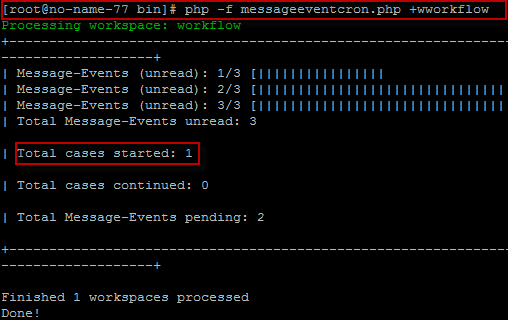 [root@no-name-77 bin]# php -f messageeventcron.php +wworkflow
Processing workspace: workflow
+---------------------------------------------------------------
-------------------+
| Message-Events (unread): 1/3 [||||||||||||||||
| Message-Events (unread): 2/3 [|||||||||||||||||||||||||||||||
| Message-Events (unread): 3/3 [|||||||||||||||||||||||||||||||
| Total Message-Events unread: 3
| Total cases started: 1
| Total cases continued: 0
| Total Message-Events pending: 2
+---------------------------------------------------------------
-------------------+
Finished 1 workspaces processed
Done!